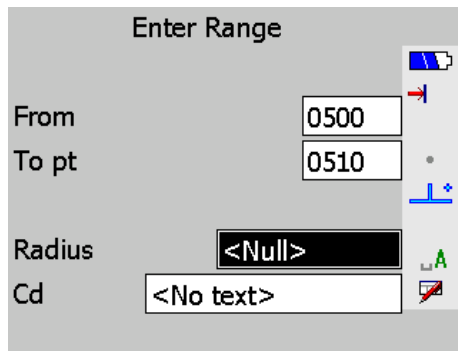 Enter Range
From 0500
To pt 0510
Radius <Null>
Cd <No text>
A